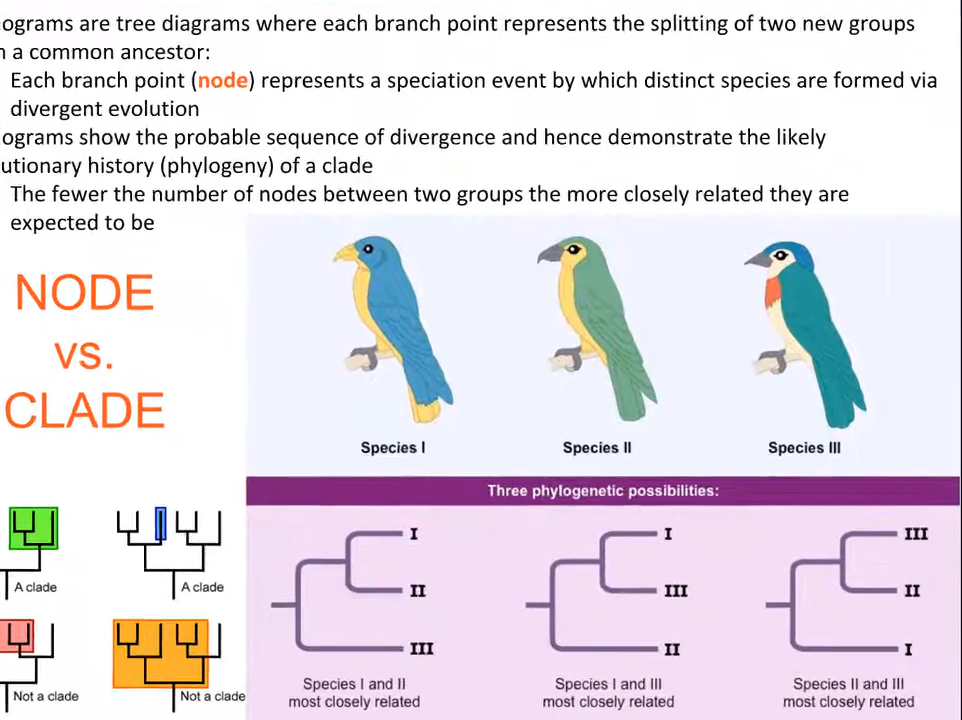 ograms are tree diagrams where each branch point represents the splitting of two new groups
a common ancestor:
Each branch point (node) represents a speciation event by which distinct species are formed via
divergent evolution
ograms show the probable sequence of divergence and hence demonstrate the likely
utionary history (phylogeny) of a clade
The fewer the number of nodes between two groups the more closely related they are
expected to be
NODE
vs.
CLADE
Species I
Species II
Species III
Three phylogenetic possibilities:
A clade
A clade
Not a clade
Not a clade
I
II
III
Species I and II
most closely related
I
III
II
Species I and III
most closely related
III
II
I
Species II and III
most closely related